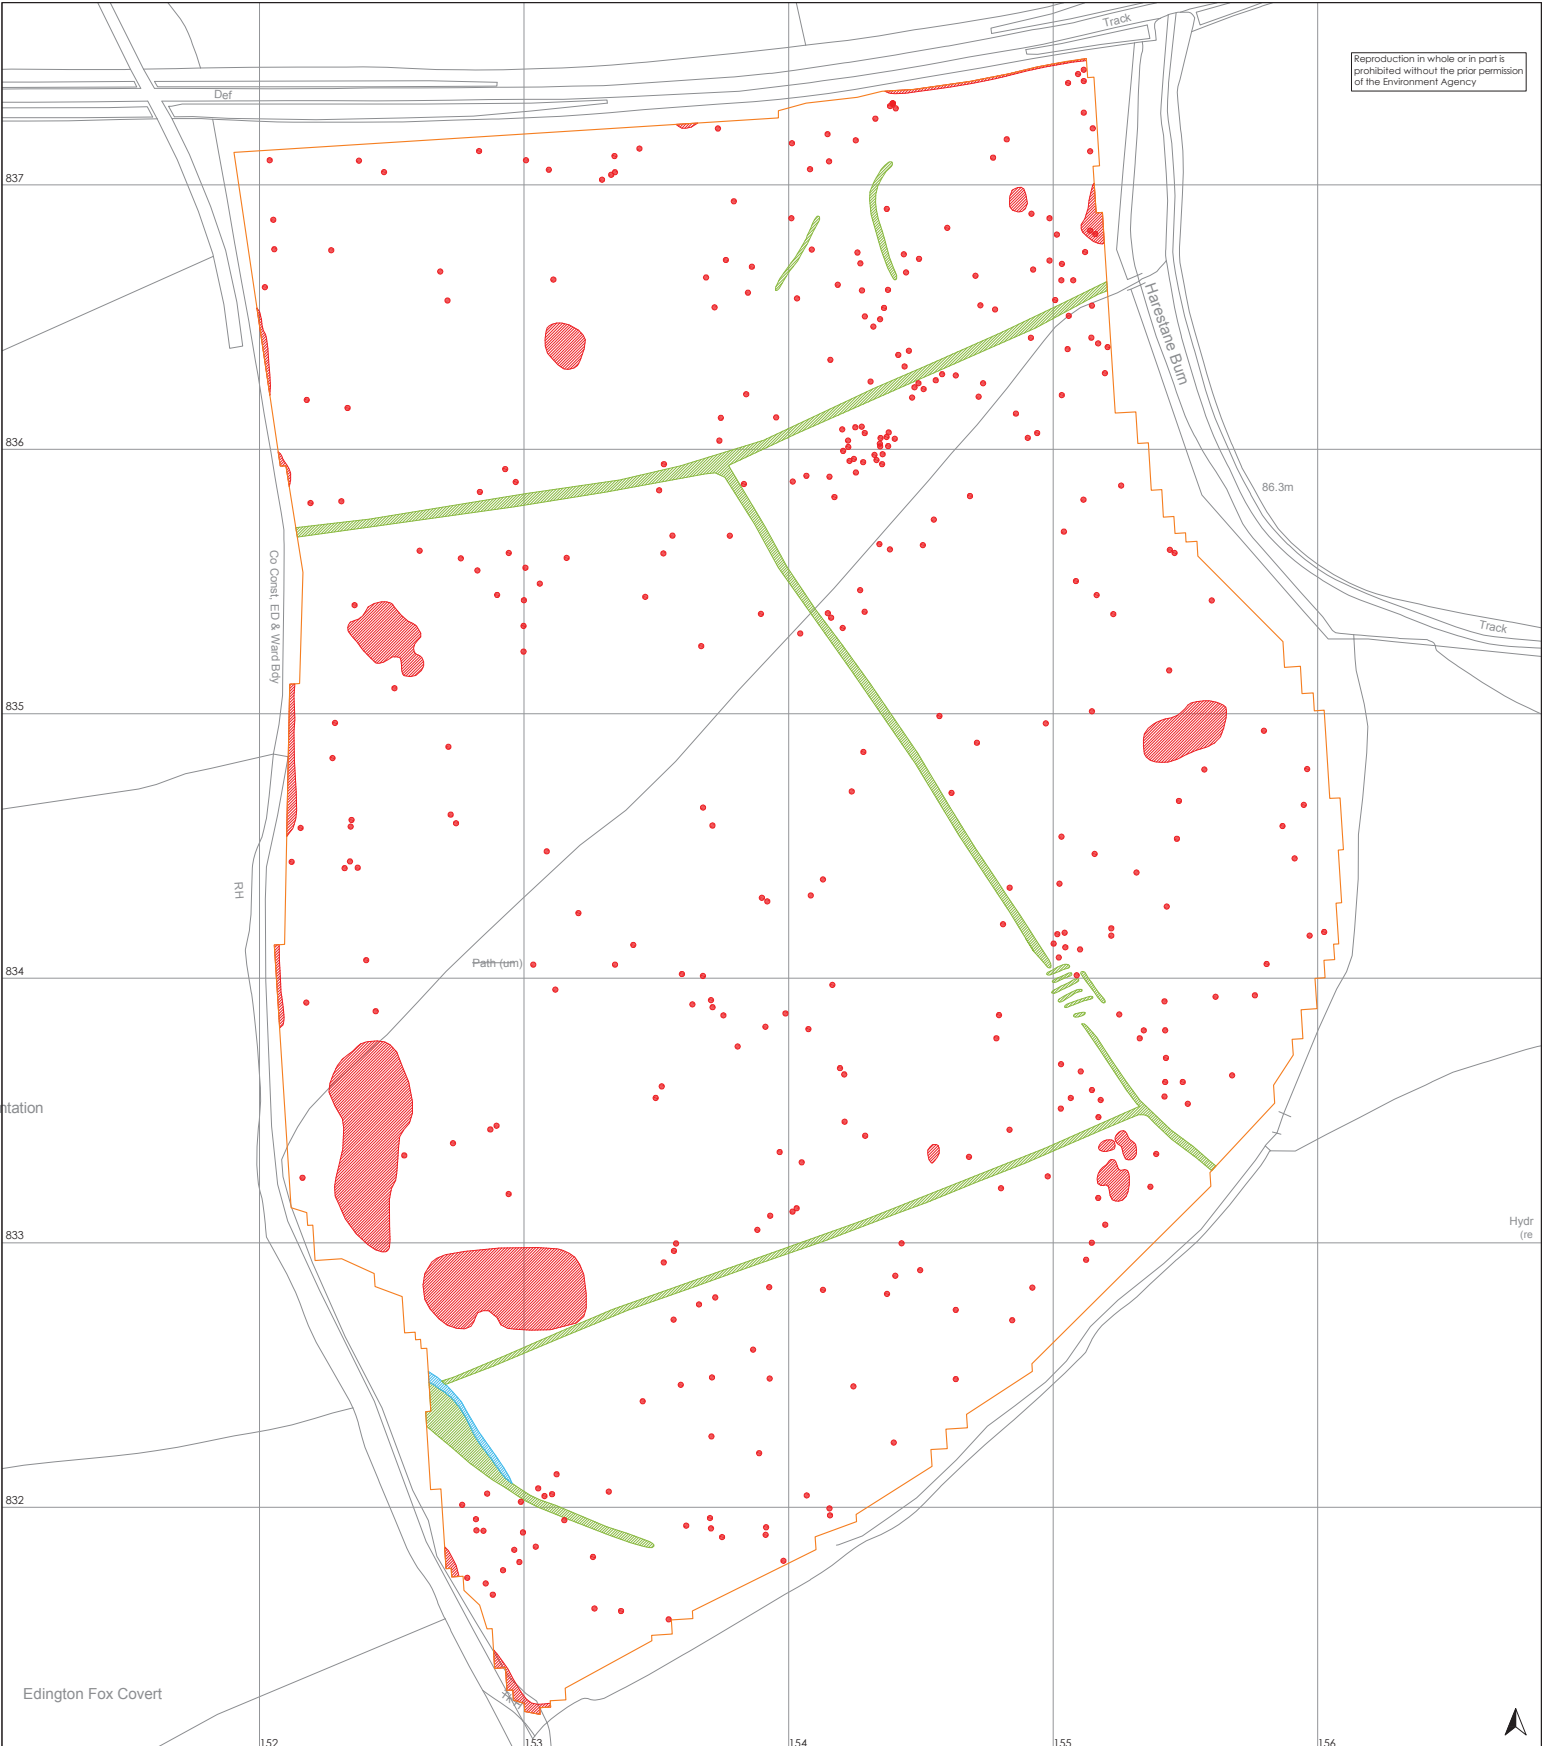 Track
Reproduction in whole or in part is
prohibited without the prior permission
of the Environment Agency
Def
837
Harestane Burn
836
86.3m
Co Const, ED & Ward Bdy
Track
835
RH
Path (um)
834
ntation
833
Hydr
(re
832
Edington Fox Covert
152
153
154
155
156